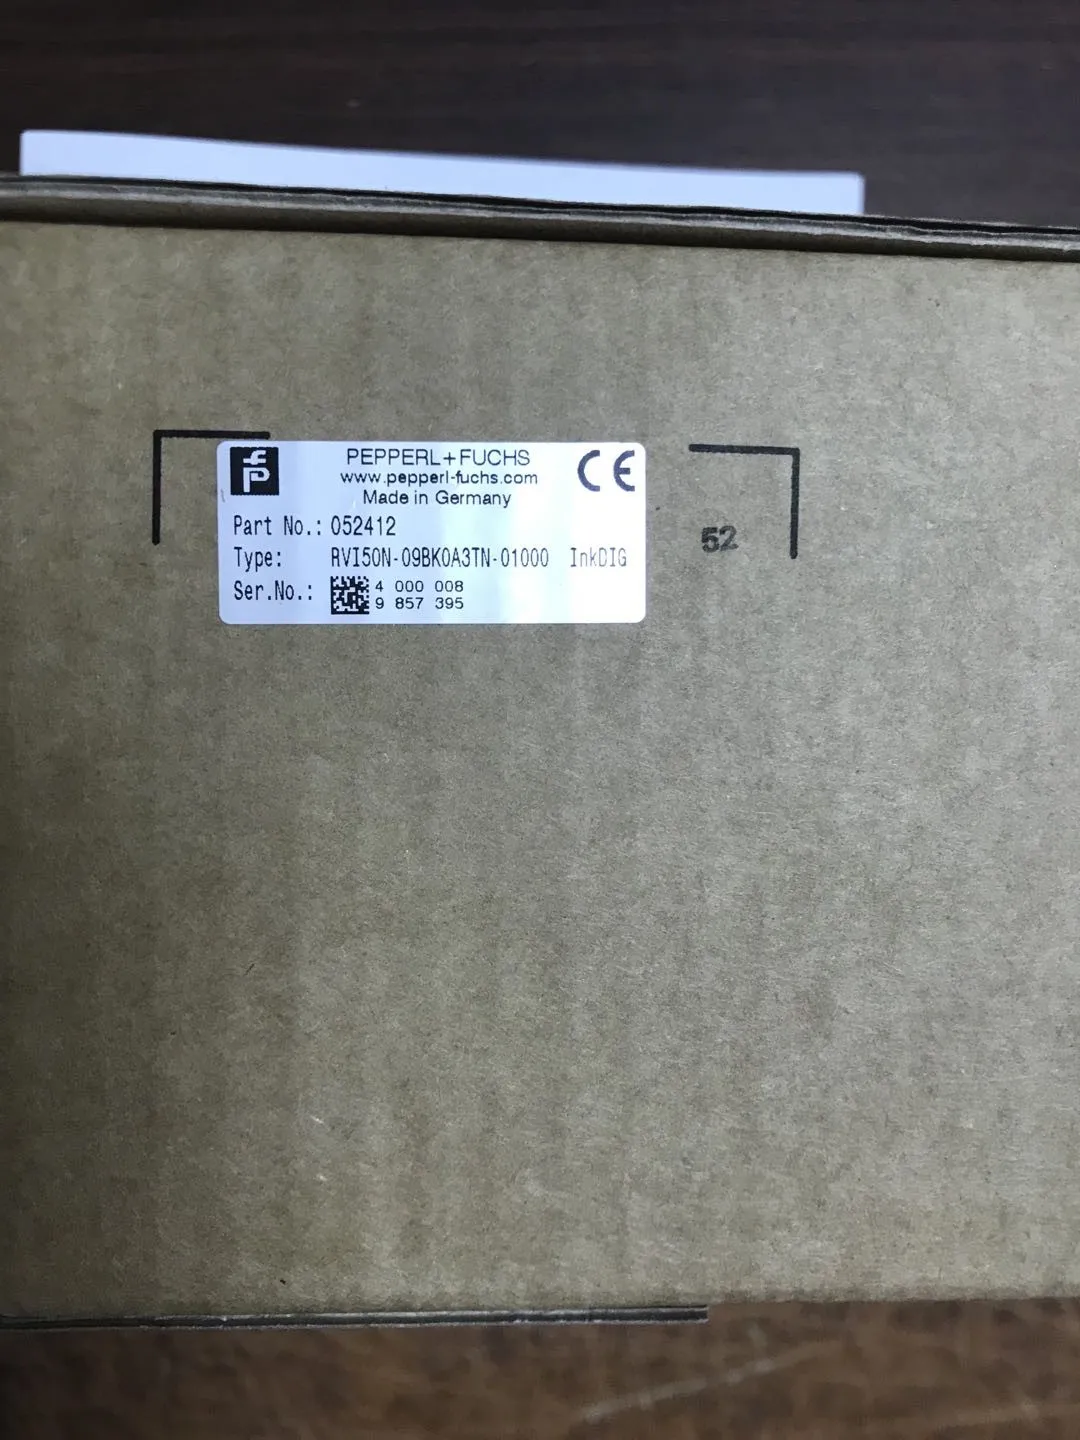 PEPPERL+FUCHS
www.pepperl-fuchs.com
Made in Germany
CE
Part No.: 052412
Type: RVI50N-09BK0A3TN-01000 InkDIG
Ser.No.: 4 000 008
9 857 395
52